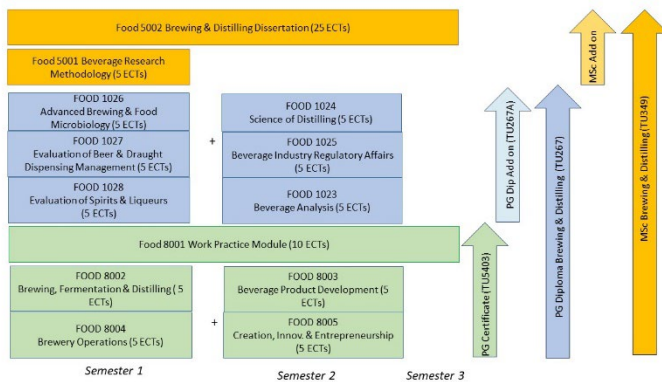 Food 5002 Brewing & Distilling Dissertation (25 ECTs)
Food 5001 Beverage Research
Methodology (5 ECTs)
FOOD 1026
Advanced Brewing & Food
Microbiology (5 ECTs)
FOOD 1027
Evaluation of Beer & Draught
Dispensing Management (5 ECTs)
FOOD 1028
Evaluation of Spirits & Liqueurs
(5 ECTs)
+
FOOD 1024
Science of Distilling (5 ECTs)
FOOD 1025
Beverage Industry Regulatory Affairs
(5 ECTs)
FOOD 1023
Beverage Analysis (5 ECTs)
Food 8001 Work Practice Module (10 ECTs)
FOOD 8002
Brewing, Fermentation & Distilling ( 5
ECTs)
FOOD 8004
Brewery Operations (5 ECTs)
+
FOOD 8003
Beverage Product Development (5
ECTs)
FOOD 8005
Creation, Innov. & Entrepreneurship
(5 ECTs)
Semester 1
Semester 2
Semester 3
PG Certificate (TU5403)
PG Dip Add on (TU267A)
PG Diploma Brewing & Distilling (TU267)
MSc Add on
MSc Brewing & Distilling (TU349)